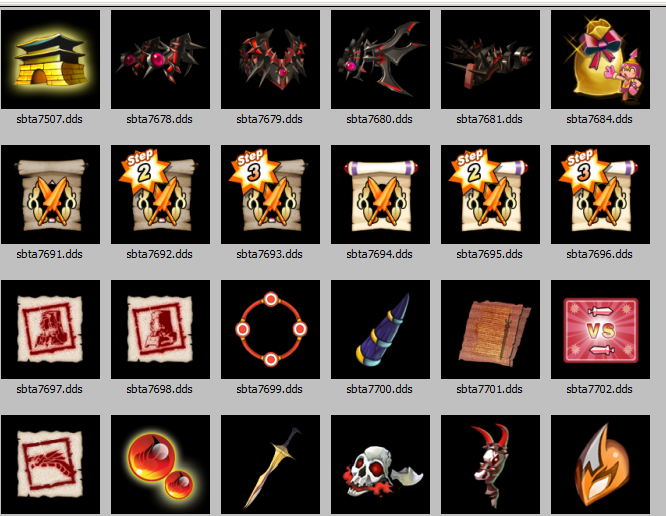 sbta7507.dds sbta7678.dds sbta7679.dds sbta7680.dds sbta7681.dds sbta7684.dds
Step 2 Step 3 Step 2 Step 3
sbta7691.dds sbta7692.dds sbta7693.dds sbta7694.dds sbta7695.dds sbta7696.dds
VS
sbta7697.dds sbta7698.dds sbta7699.dds sbta7700.dds sbta7701.dds sbta7702.dds